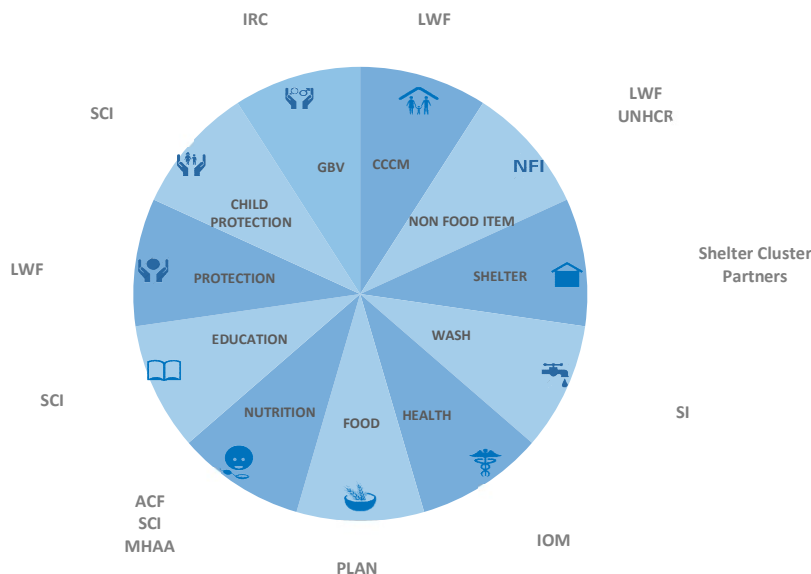 IRC
LWF
SCI
LWF
UNHCR
NFI
GBV
CCCM
CHILD
PROTECTION
NON FOOD ITEM
LWF
PROTECTION
SHELTER
Shelter Cluster
Partners
EDUCATION
WASH
SCI
NUTRITION
FOOD
HEALTH
SI
ACF
SCI
MHAA
PLAN
IOM